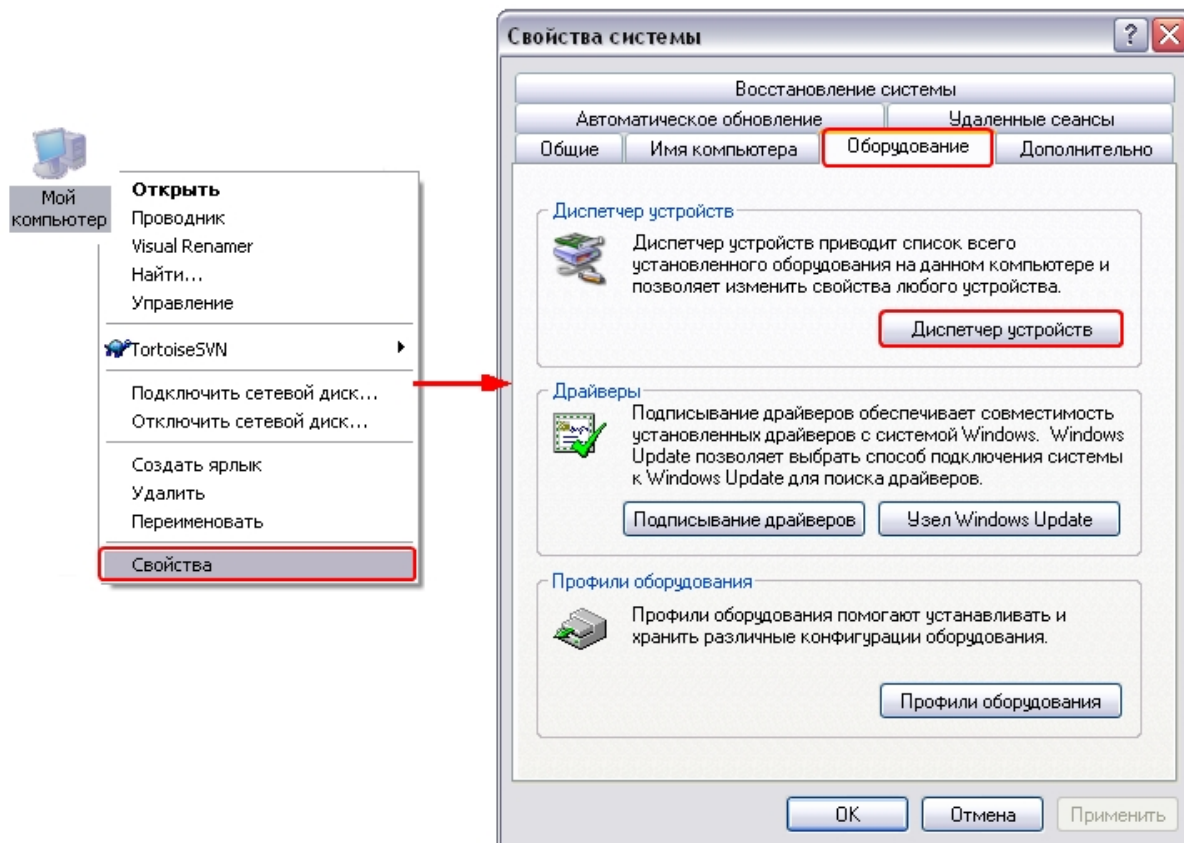 Мой
компьютер
Открыть
Проводник
Visual Renamer
Найти...
Управление
TortoiseSVN
Подключить сетевой диск...
Отключить сетевой диск...
Создать ярлык
Удалить
Переименовать
Свойства
Свойства системы
Восстановление системы
Автоматическое обновление
Удаленные сеансы
Общие
Имя компьютера
Оборудование
Дополнительно
Диспетчер устройств
Диспетчер устройств приводит список всего
установленного оборудования на данном компьютере и
позволяет изменить свойства любого устройства.
Диспетчер устройств
Драйверы
Подписывание драйверов обеспечивает совместимость
установленных драйверов с системой Windows. Windows
Update позволяет выбрать способ подключения системы
к Windows Update для поиска драйверов.
Подписывание драйверов
Узел Windows Update
Профили оборудования
Профили оборудования помогают устанавливать и
хранить различные конфигурации оборудования.
Профили оборудования
OK
Отмена
Применить